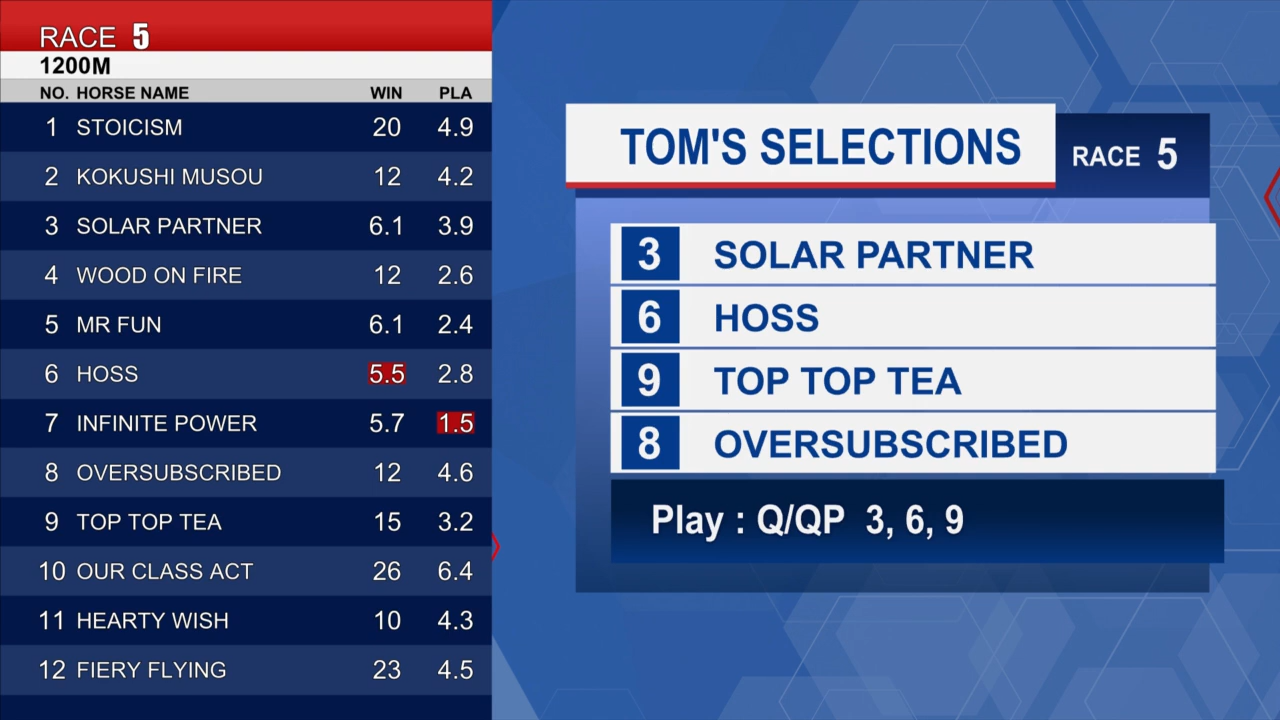 RACE 5
1200M
NO. HORSE NAME WIN PLA
1 STOICISM 20 4.9
2 KOKUSHI MUSOU 12 4.2
3 SOLAR PARTNER 6.1 3.9
4 WOOD ON FIRE 12 2.6
5 MR FUN 6.1 2.4
6 HOSS 5.5 2.8
7 INFINITE POWER 5.7 1.5
8 OVERSUBSCRIBED 12 4.6
9 TOP TOP TEA 15 3.2
10 OUR CLASS ACT 26 6.4
11 HEARTY WISH 10 4.3
12 FIERY FLYING 23 4.5
TOM'S SELECTIONS RACE 5
3 SOLAR PARTNER
6 HOSS
9 TOP TOP TEA
8 OVERSUBSCRIBED
Play : Q/QP 3, 6, 9